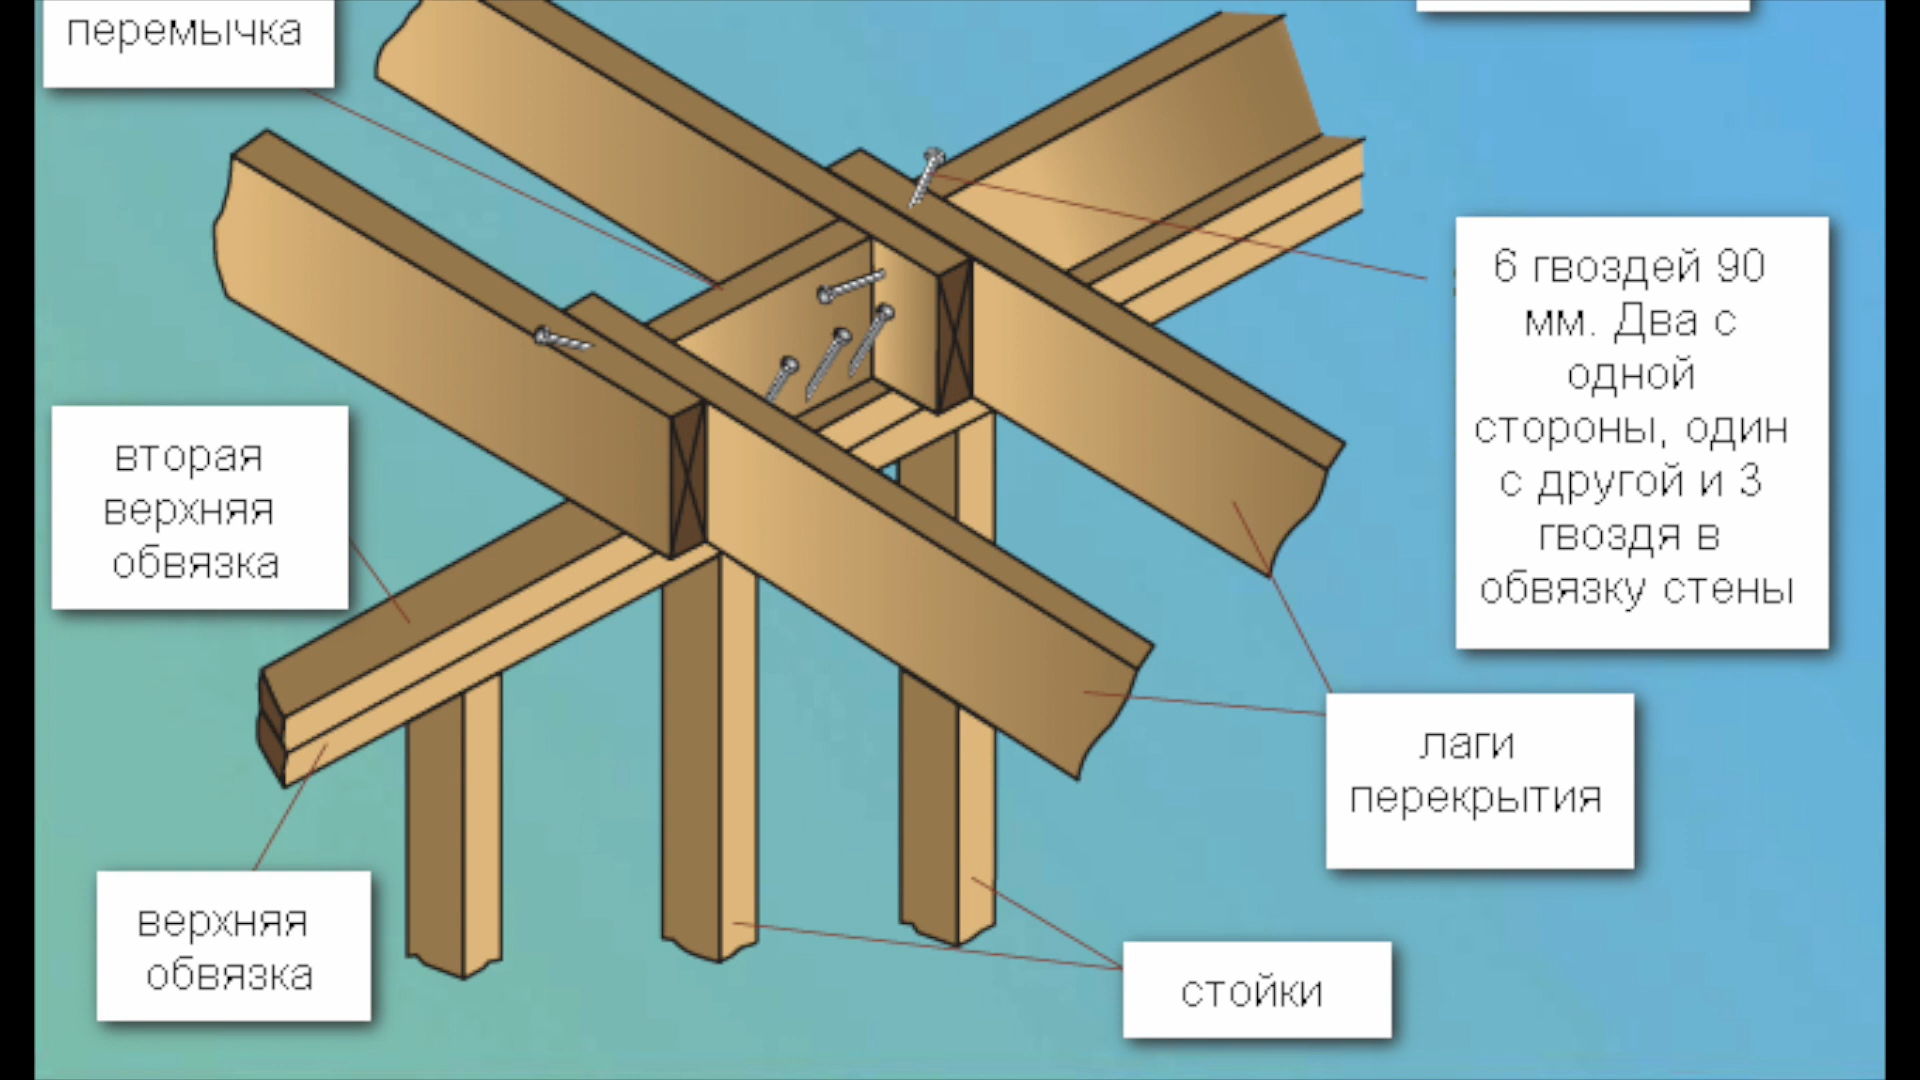 перемычка
6 гвоздей 90
мм. Два с
одной
стороны, один
с другой и 3
гвоздя в
обвязку стены
вторая
верхняя
обвязка
лаги
перекрытия
верхняя
обвязка
стойки